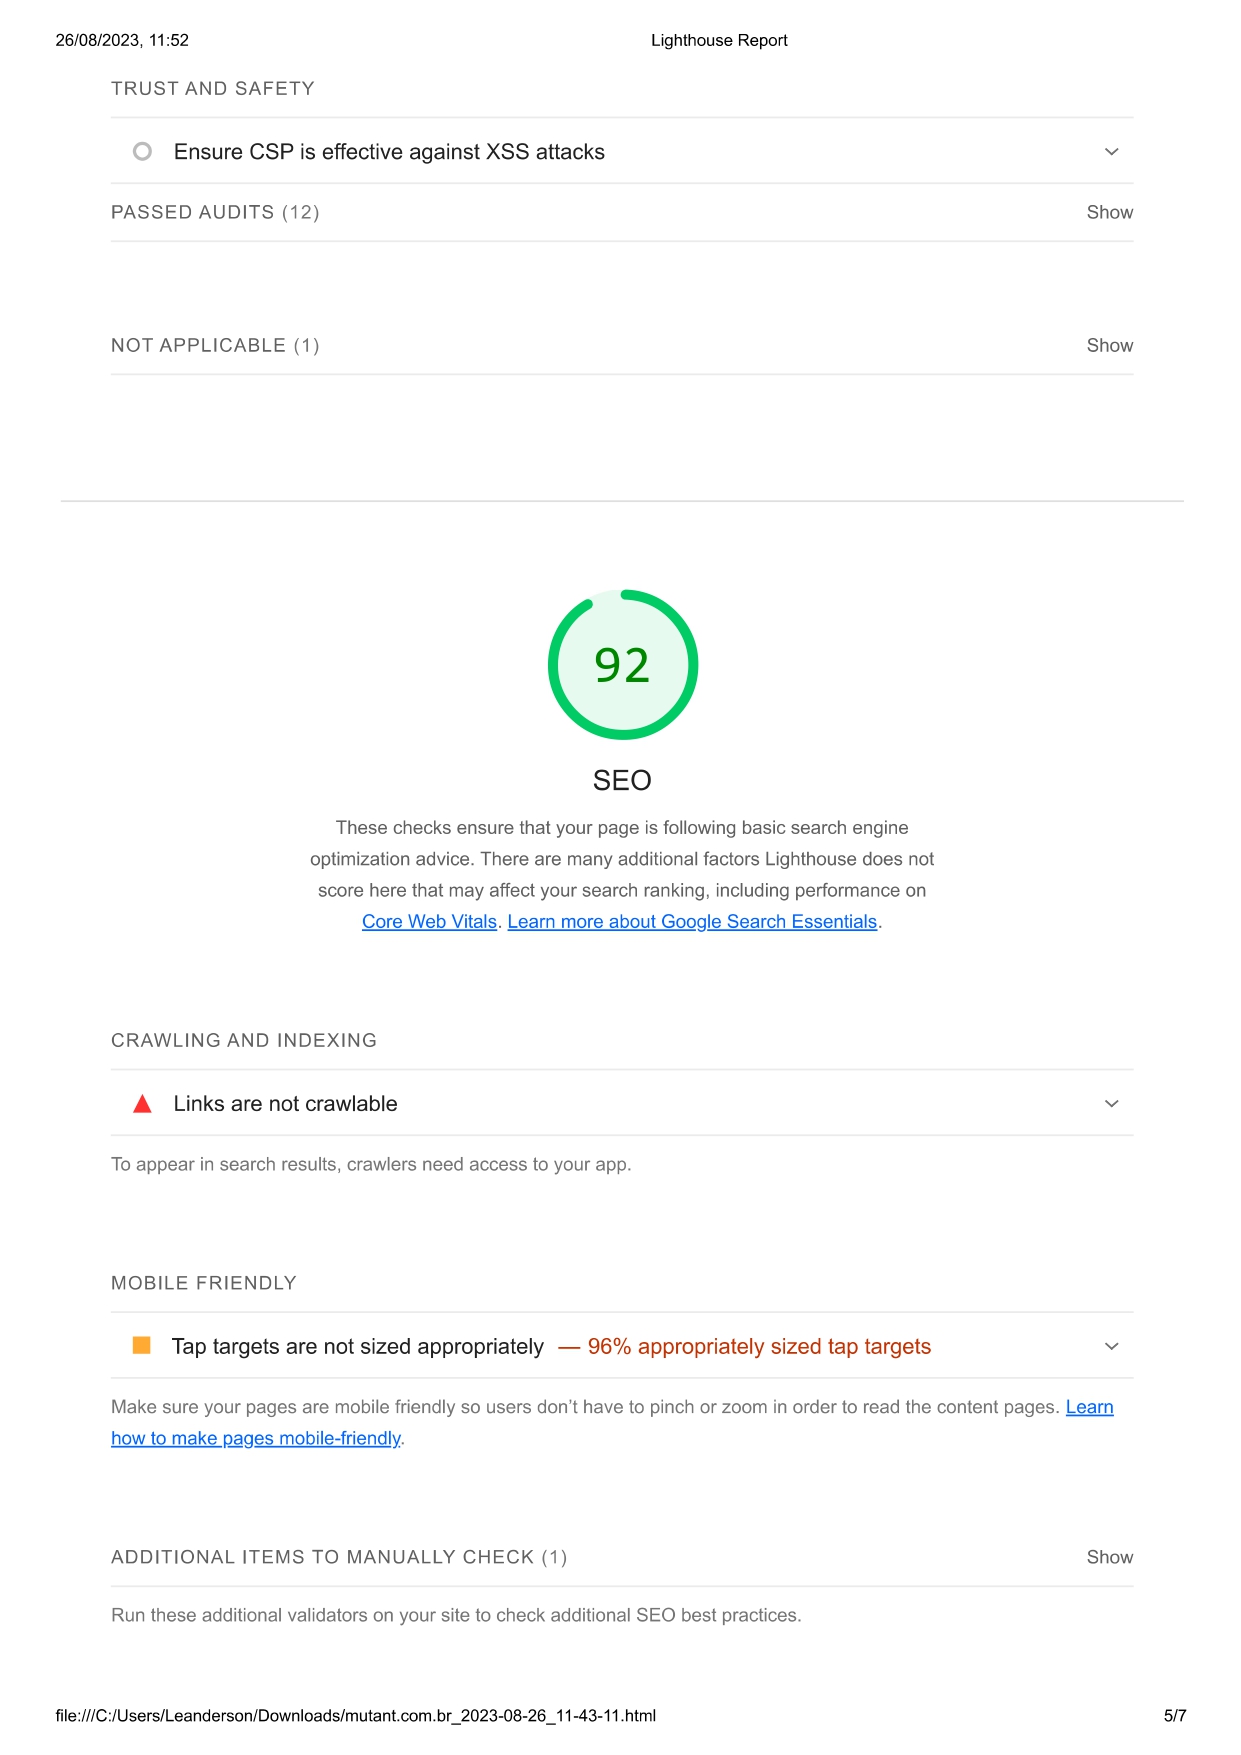 26/08/2023, 11:52 Lighthouse Report
TRUST AND SAFETY
Ensure CSP is effective against XSS attacks
PASSED AUDITS (12) Show
NOT APPLICABLE (1) Show
92
SEO
These checks ensure that your page is following basic search engine
optimization advice. There are many additional factors Lighthouse does not
score here that may affect your search ranking, including performance on
Core Web Vitals. Learn more about Google Search Essentials.
CRAWLING AND INDEXING
Links are not crawlable
To appear in search results, crawlers need access to your app.
MOBILE FRIENDLY
Tap targets are not sized appropriately — 96% appropriately sized tap targets
Make sure your pages are mobile friendly so users don’t have to pinch or zoom in order to read the content pages. Learn
how to make pages mobile-friendly.
ADDITIONAL ITEMS TO MANUALLY CHECK (1) Show
Run these additional validators on your site to check additional SEO best practices.
file:///C:/Users/Leanderson/Downloads/mutant.com.br_2023-08-26_11-43-11.html 5/7